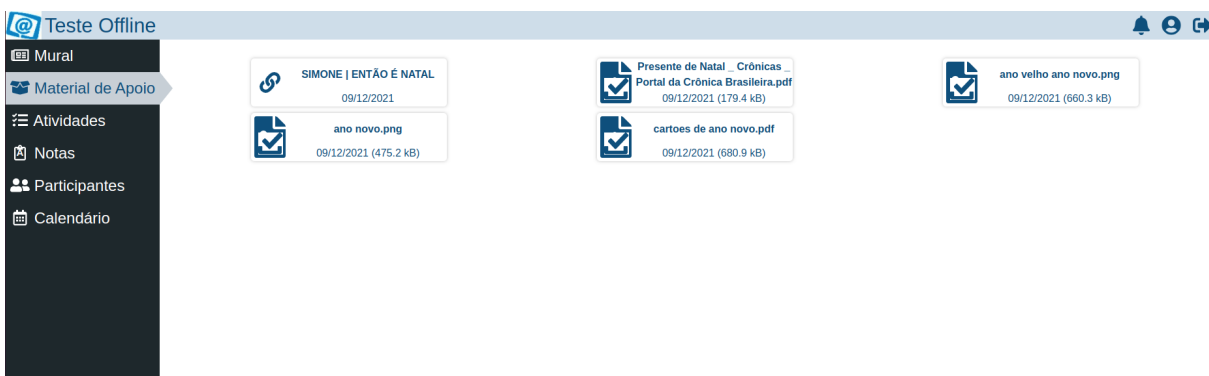 Teste Offline
Mural
Material de Apoio
Atividades
Notas
Participantes
Calendário
SIMONE | ENTÃO É NATAL
09/12/2021
Presente de Natal _ Crônicas _
Portal da Crônica Brasileira.pdf
09/12/2021 (179.4 kB)
ano velho ano novo.png
09/12/2021 (660.3 kB)
ano novo.png
09/12/2021 (475.2 kB)
cartoes de ano novo.pdf
09/12/2021 (680.9 kB)